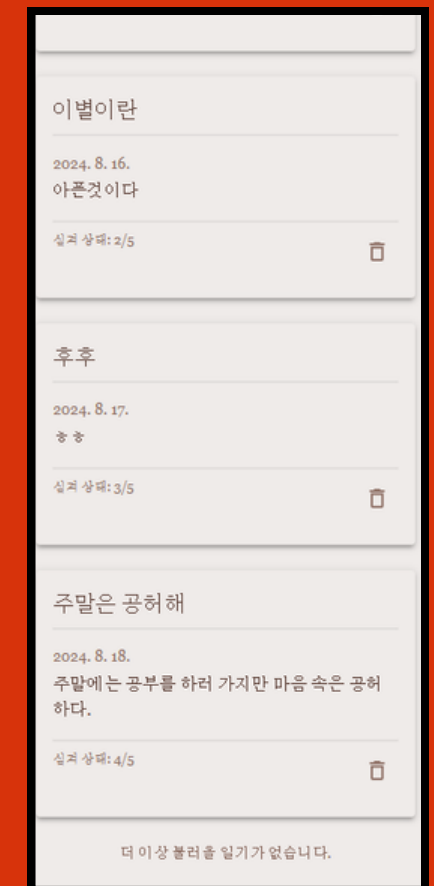 이별이란
2024. 8. 16.
아픈것이다
심적 상태: 2/5
후후
2024. 8. 17.
ㅎㅎ
심적 상태: 3/5
주말은 공허해
2024. 8. 18.
주말에는 공부를 하러 가지만 마음 속은 공허
하다.
심적 상태: 4/5
더 이상 불러올 일기가 없습니다.